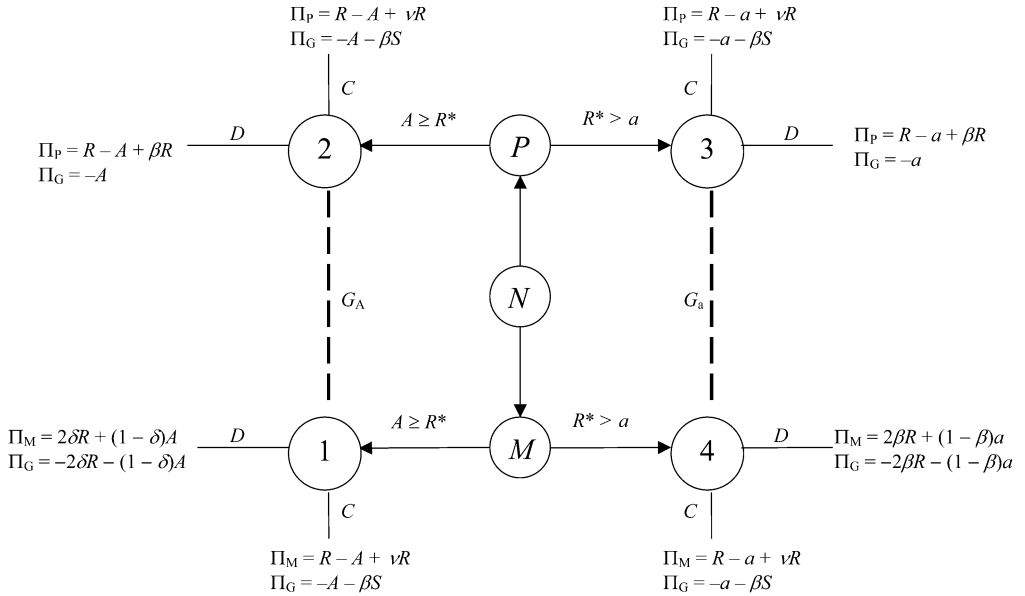 Π_P = R – A + νR
Π_G = –A – βS
Π_P = R – a + νR
Π_G = –a – βS
C
C
D
2
A ≥ R*
P
R* > a
3
D
Π_P = R – A + βR
Π_G = –A
Π_P = R – a + βR
Π_G = –a
G_A
N
G_a
Π_M = 2δR + (1 – δ)A
Π_G = –2δR – (1 – δ)A
D
1
A ≥ R*
M
R* > a
4
D
Π_M = 2βR + (1 – β)a
Π_G = –2βR – (1 – β)a
C
C
Π_M = R – A + νR
Π_G = –A – βS
Π_M = R – a + νR
Π_G = –a – βS